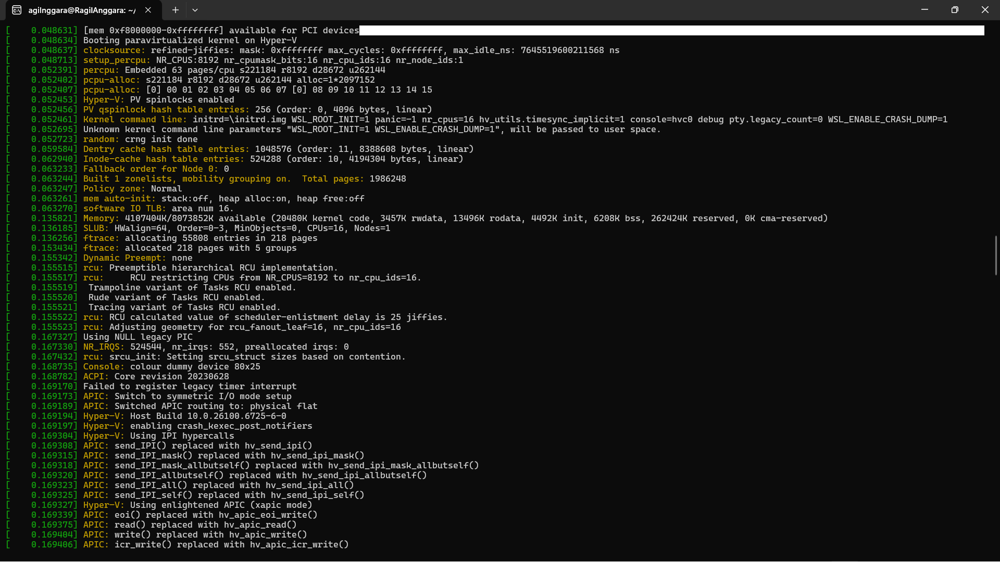 agilnggara@RagilAnggara: ~/
[    0.048631] [mem 0xf8000000-0xffffffff] available for PCI devices
[    0.048634] Booting paravirtualized kernel on Hyper-V
[    0.048637] clocksource: refined-jiffies: mask: 0xffffffff max_cycles: 0xffffffff, max_idle_ns: 7645519600211568 ns
[    0.048713] setup_percpu: NR_CPUS:8192 nr_cpumask_bits:16 nr_cpu_ids:16 nr_node_ids:1
[    0.052391] percpu: Embedded 63 pages/cpu s221184 r8192 d28672 u262144
[    0.052402] pcpu-alloc: s221184 r8192 d28672 u262144 alloc=1*2097152
[    0.052407] pcpu-alloc: [0] 00 01 02 03 04 05 06 07 [0] 08 09 10 11 12 13 14 15
[    0.052453] Hyper-V: PV spinlocks enabled
[    0.052456] PV qspinlock hash table entries: 256 (order: 0, 4096 bytes, linear)
[    0.052461] Kernel command line: initrd=\initrd.img WSL_ROOT_INIT=1 panic=-1 nr_cpus=16 hv_utils.timesync_implicit=1 console=hvc0 debug pty.legacy_count=0 WSL_ENABLE_CRASH_DUMP=1
[    0.052695] Unknown kernel command line parameters "WSL_ROOT_INIT=1 WSL_ENABLE_CRASH_DUMP=1", will be passed to user space.
[    0.052723] random: crng init done
[    0.059584] Dentry cache hash table entries: 1048576 (order: 11, 8388608 bytes, linear)
[    0.062940] Inode-cache hash table entries: 524288 (order: 10, 4194304 bytes, linear)
[    0.063233] Fallback order for Node 0: 0
[    0.063244] Built 1 zonelists, mobility grouping on.  Total pages: 1986248
[    0.063247] Policy zone: Normal
[    0.063261] mem auto-init: stack:off, heap alloc:on, heap free:off
[    0.063270] software IO TLB: area num 16.
[    0.135821] Memory: 4107404K/8073852K available (20480K kernel code, 3457K rwdata, 13496K rodata, 4492K init, 6208K bss, 262424K reserved, 0K cma-reserved)
[    0.136185] SLUB: HWalign=64, Order=0-3, MinObjects=0, CPUs=16, Nodes=1
[    0.136256] ftrace: allocating 55808 entries in 218 pages
[    0.153434] ftrace: allocated 218 pages with 5 groups
[    0.155342] Dynamic Preempt: none
[    0.155515] rcu: Preemptible hierarchical RCU implementation.
[    0.155517] rcu:     RCU restricting CPUs from NR_CPUS=8192 to nr_cpu_ids=16.
[    0.155519]  Trampoline variant of Tasks RCU enabled.
[    0.155520]  Rude variant of Tasks RCU enabled.
[    0.155521]  Tracing variant of Tasks RCU enabled.
[    0.155522] rcu: RCU calculated value of scheduler-enlistment delay is 25 jiffies.
[    0.155523] rcu: Adjusting geometry for rcu_fanout_leaf=16, nr_cpu_ids=16
[    0.167327] Using NULL legacy PIC
[    0.167330] NR_IRQS: 524544, nr_irqs: 552, preallocated irqs: 0
[    0.167432] rcu: srcu_init: Setting srcu_struct sizes based on contention.
[    0.168735] Console: colour dummy device 80x25
[    0.168782] ACPI: Core revision 20230628
[    0.169170] Failed to register legacy timer interrupt
[    0.169173] APIC: Switch to symmetric I/O mode setup
[    0.169189] APIC: Switched APIC routing to: physical flat
[    0.169194] Hyper-V: Host Build 10.0.26100.6725-6-0
[    0.169197] Hyper-V: enabling crash_kexec_post_notifiers
[    0.169304] Hyper-V: Using IPI hypercalls
[    0.169308] APIC: send_IPI() replaced with hv_send_ipi()
[    0.169315] APIC: send_IPI_mask() replaced with hv_send_ipi_mask()
[    0.169318] APIC: send_IPI_mask_allbutself() replaced with hv_send_ipi_mask_allbutself()
[    0.169320] APIC: send_IPI_allbutself() replaced with hv_send_ipi_allbutself()
[    0.169323] APIC: send_IPI_all() replaced with hv_send_ipi_all()
[    0.169325] APIC: send_IPI_self() replaced with hv_send_ipi_self()
[    0.169327] Hyper-V: Using enlightened APIC (xapic mode)
[    0.169339] APIC: eoi() replaced with hv_apic_eoi_write()
[    0.169375] APIC: read() replaced with hv_apic_read()
[    0.169404] APIC: write() replaced with hv_apic_write()
[    0.169406] APIC: icr_write() replaced with hv_apic_icr_write()